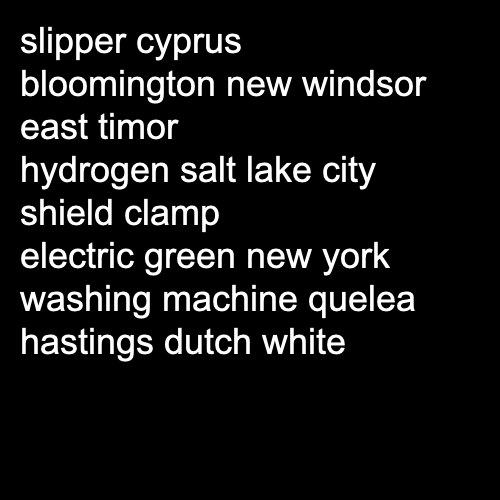 slipper cyprus
bloomington new windsor
east timor
hydrogen salt lake city
shield clamp
electric green new york
washing machine quelea
hastings dutch white